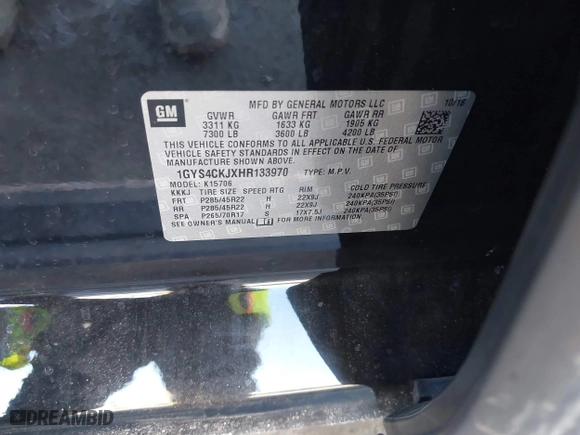 GM
MFD BY GENERAL MOTORS LLC 10/16
GVWR GAWR FRT GAWR RR
3311 KG 1633 KG 1905 KG
7300 LB 3600 LB 4200 LB
THIS VEHICLE CONFORMS TO ALL APPLICABLE U.S. FEDERAL MOTOR
VEHICLE SAFETY STANDARDS IN EFFECT ON THE DATE OF
MANUFACTURE SHOWN ABOVE.
1GYS4CKJXHR133970 TYPE: M.P.V.
MODEL: K15706
KKKJ TIRE SIZE SPEED RTG RIM COLD TIRE PRESSURE
FRT P285/45R22 H 22X9J 240KPA(35PSI)
RR P285/45R22 H 22X9J 240KPA(35PSI)
SPA P265/70R17 S 17X7.5J 240KPA(35PSI)
SEE OWNER'S MANUAL
DREAMBID